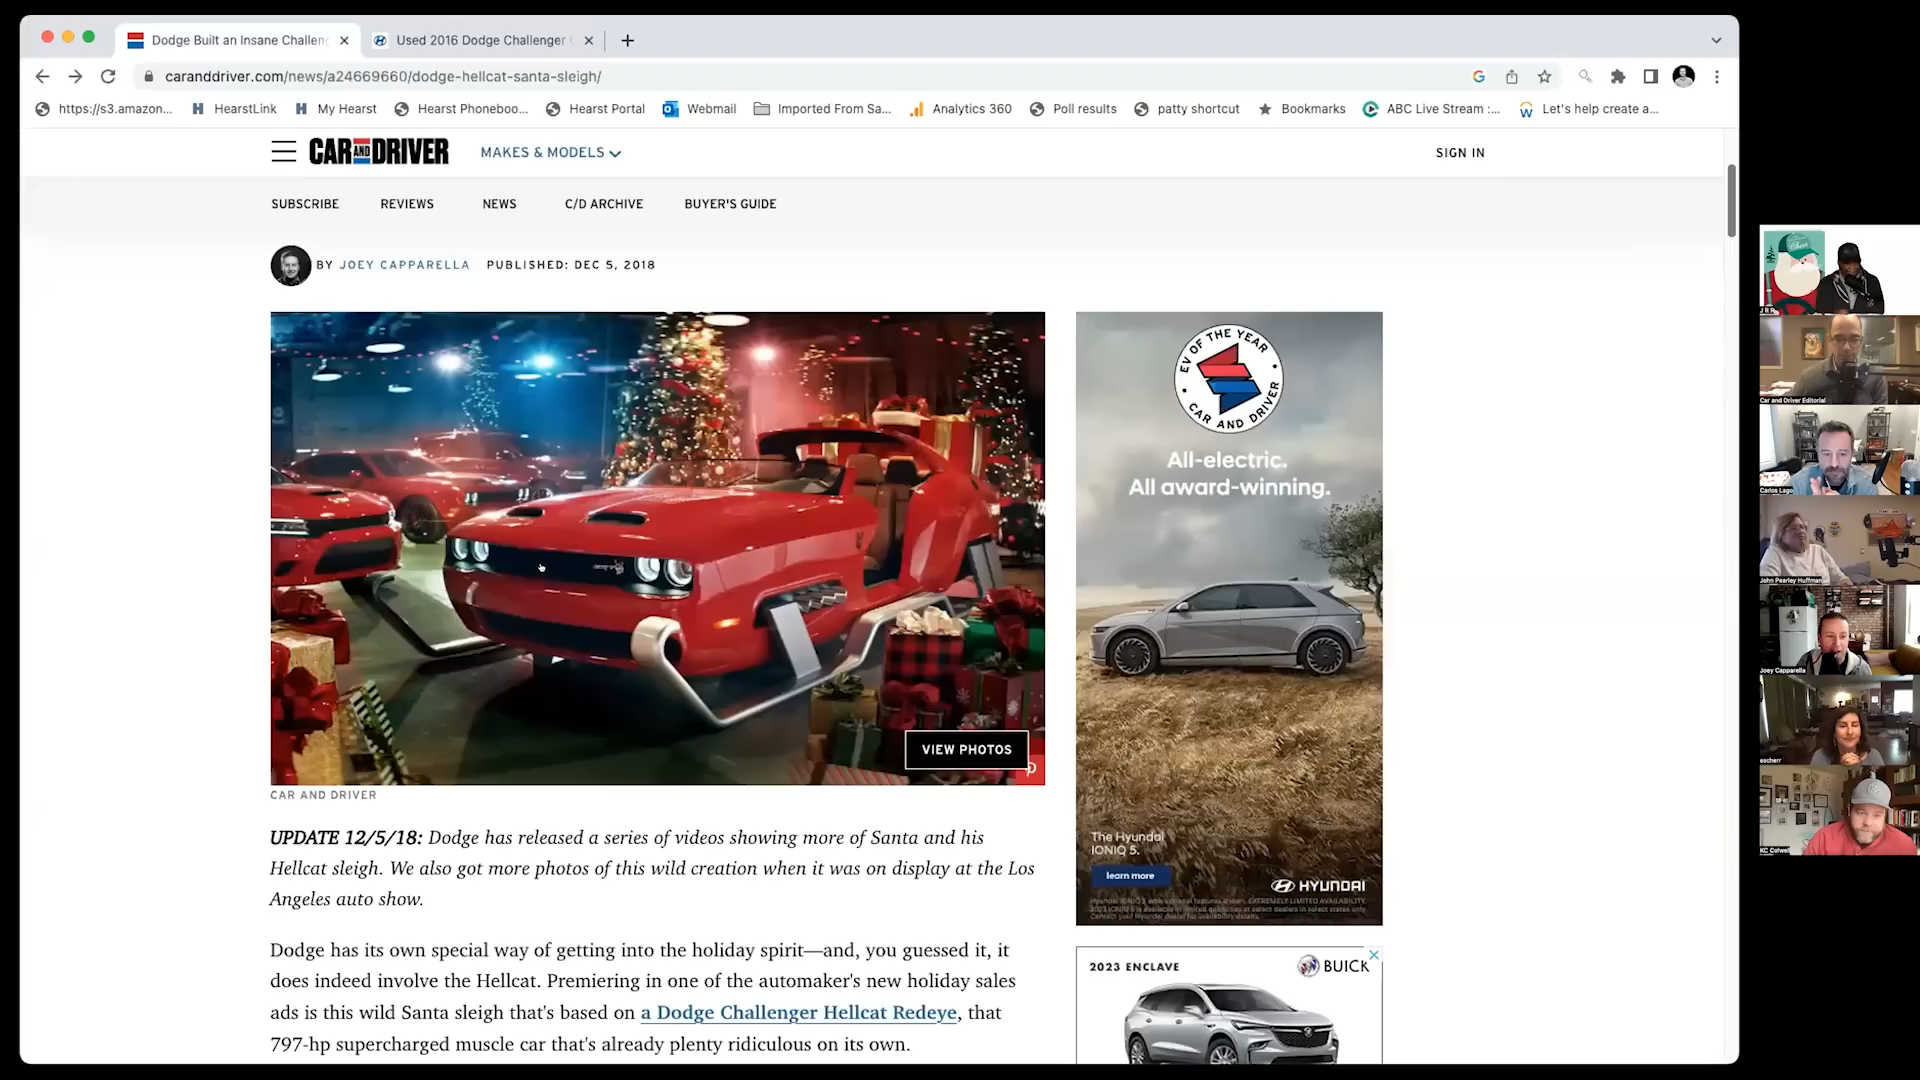 Dodge Built an Insane Challen
Used 2016 Dodge Challenger
caranddriver.com/news/a24669660/dodge-hellcat-santa-sleigh/
https://s3.amazon...
HearstLink
My Hearst
Hearst Phoneboo...
Hearst Portal
Webmail
Imported From Sa...
Analytics 360
Poll results
patty shortcut
Bookmarks
ABC Live Stream :...
Let's help create a...
CAR AND DRIVER
MAKES & MODELS
SIGN IN
SUBSCRIBE
REVIEWS
NEWS
C/D ARCHIVE
BUYER'S GUIDE
BY JOEY CAPPARELLA PUBLISHED: DEC 5, 2018
VIEW PHOTOS
CAR AND DRIVER
UPDATE 12/5/18: Dodge has released a series of videos showing more of Santa and his
Hellcat sleigh. We also got more photos of this wild creation when it was on display at the Los
Angeles auto show.
Dodge has its own special way of getting into the holiday spirit—and, you guessed it, it
does indeed involve the Hellcat. Premiering in one of the automaker's new holiday sales
ads is this wild Santa sleigh that's based on a Dodge Challenger Hellcat Redeye, that
797-hp supercharged muscle car that's already plenty ridiculous on its own.
EV OF THE YEAR
CAR AND DRIVER
All-electric.
All award-winning.
The Hyundai
IONIQ 5.
learn more
HYUNDAI
2023 ENCLAVE
BUICK
J R R
Car and Driver Editorial
Carlos Lago
John Pearley Huffman
Joey Capparella
escherr
KC Colwell